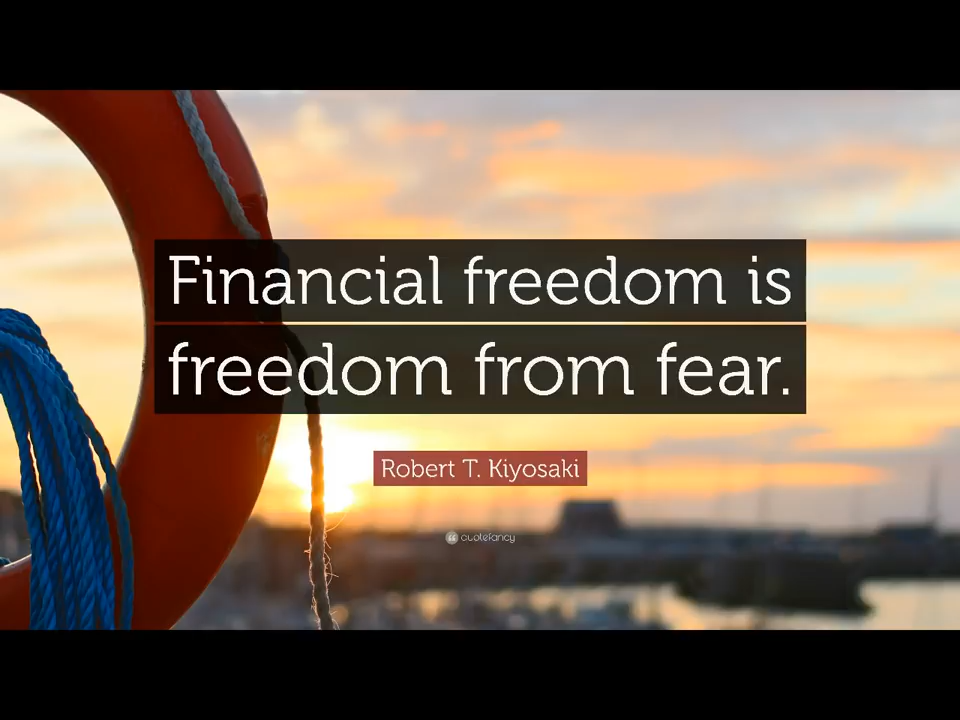 Financial freedom is
freedom from fear.
Robert T. Kiyosaki
quotefancy